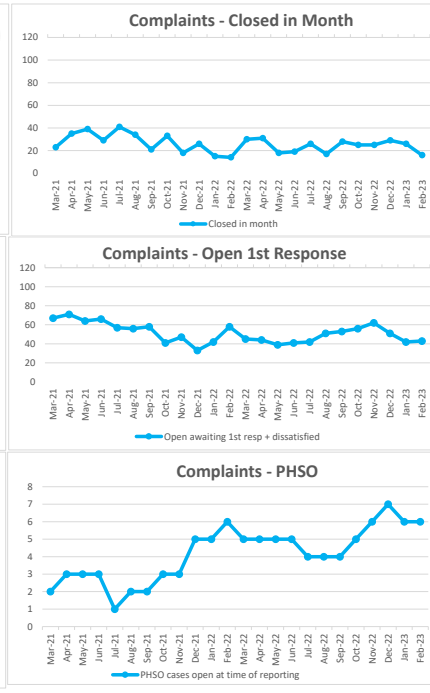 Complaints - Closed in Month
120
100
80
60
40
20
0
Mar-21 Apr-21 May-21 Jun-21 Jul-21 Aug-21 Sep-21 Oct-21 Nov-21 Dec-21 Jan-22 Feb-22 Mar-22 Apr-22 May-22 Jun-22 Jul-22 Aug-22 Sep-22 Oct-22 Nov-22 Dec-22 Jan-23 Feb-23
Closed in month
Complaints - Open 1st Response
120
100
80
60
40
20
0
Mar-21 Apr-21 May-21 Jun-21 Jul-21 Aug-21 Sep-21 Oct-21 Nov-21 Dec-21 Jan-22 Feb-22 Mar-22 Apr-22 May-22 Jun-22 Jul-22 Aug-22 Sep-22 Oct-22 Nov-22 Dec-22 Jan-23 Feb-23
Open awaiting 1st resp + dissatisfied
Complaints - PHSO
8
7
6
5
4
3
2
1
0
Mar-21 Apr-21 May-21 Jun-21 Jul-21 Aug-21 Sep-21 Oct-21 Nov-21 Dec-21 Jan-22 Feb-22 Mar-22 Apr-22 May-22 Jun-22 Jul-22 Aug-22 Sep-22 Oct-22 Nov-22 Dec-22 Jan-23 Feb-23
PHSO cases open at time of reporting